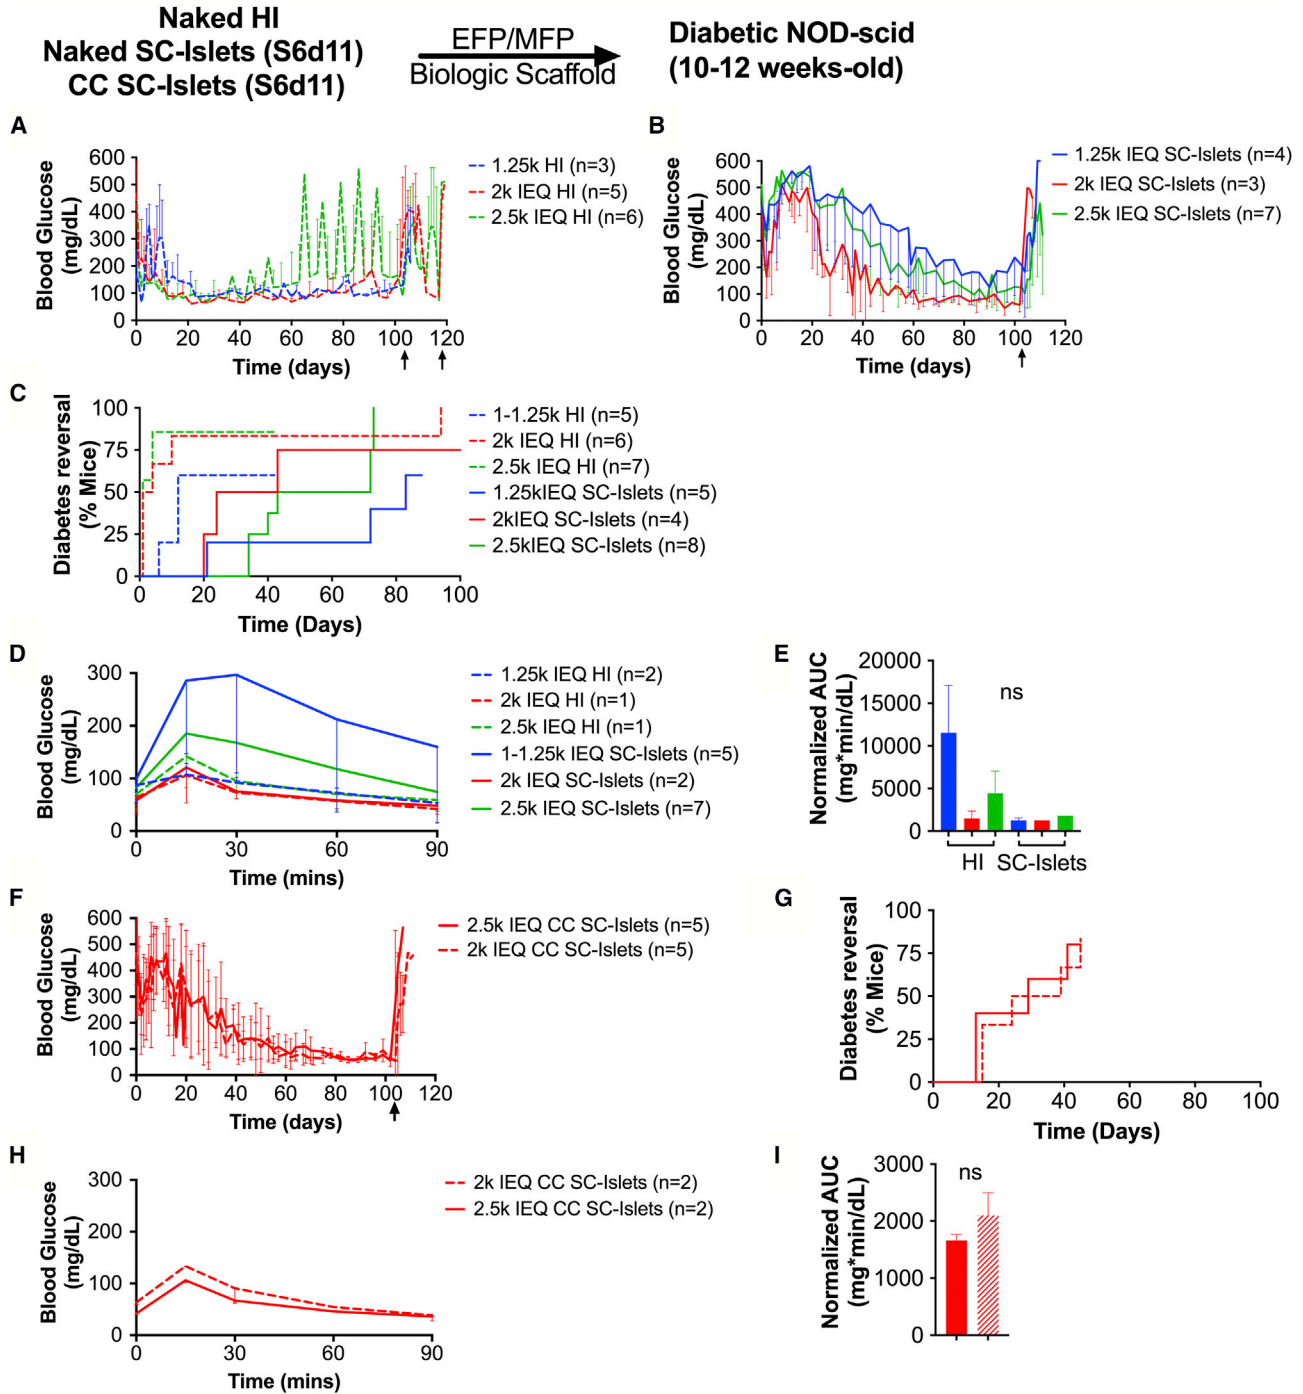 Naked HI
Naked SC-Islets (S6d11)
CC SC-Islets (S6d11)
EFP/MFP
Biologic Scaffold
Diabetic NOD-scid
(10-12 weeks-old)
A
Blood Glucose
(mg/dL)
600
500
400
300
200
100
0
0 20 40 60 80 100 120
Time (days)
1.25k HI (n=3)
2k IEQ HI (n=5)
2.5k IEQ HI (n=6)
B
Blood Glucose
(mg/dL)
600
500
400
300
200
100
0
0 20 40 60 80 100 120
Time (days)
1.25k IEQ SC-Islets (n=4)
2k IEQ SC-Islets (n=3)
2.5k IEQ SC-Islets (n=7)
C
Diabetes reversal
(% Mice)
100
75
50
25
0
0 20 40 60 80 100
Time (Days)
1-1.25k HI (n=5)
2k IEQ HI (n=6)
2.5k IEQ HI (n=7)
1.25kIEQ SC-Islets (n=5)
2kIEQ SC-Islets (n=4)
2.5kIEQ SC-Islets (n=8)
D
Blood Glucose
(mg/dL)
300
200
100
0
0 30 60 90
Time (mins)
1.25k IEQ HI (n=2)
2k IEQ HI (n=1)
2.5k IEQ HI (n=1)
1-1.25k IEQ SC-Islets (n=5)
2k IEQ SC-Islets (n=2)
2.5k IEQ SC-Islets (n=7)
E
Normalized AUC
(mg*min/dL)
20000
15000
10000
5000
0
ns
HI SC-Islets
F
Blood Glucose
(mg/dL)
600
500
400
300
200
100
0
0 20 40 60 80 100 120
Time (days)
2.5k IEQ CC SC-Islets (n=5)
2k IEQ CC SC-Islets (n=5)
G
Diabetes reversal
(% Mice)
100
75
50
25
0
0 20 40 60 80 100
Time (Days)
H
Blood Glucose
(mg/dL)
300
200
100
0
0 30 60 90
Time (mins)
2k IEQ CC SC-Islets (n=2)
2.5k IEQ CC SC-Islets (n=2)
I
Normalized AUC
(mg*min/dL)
3000
2000
1000
0
ns